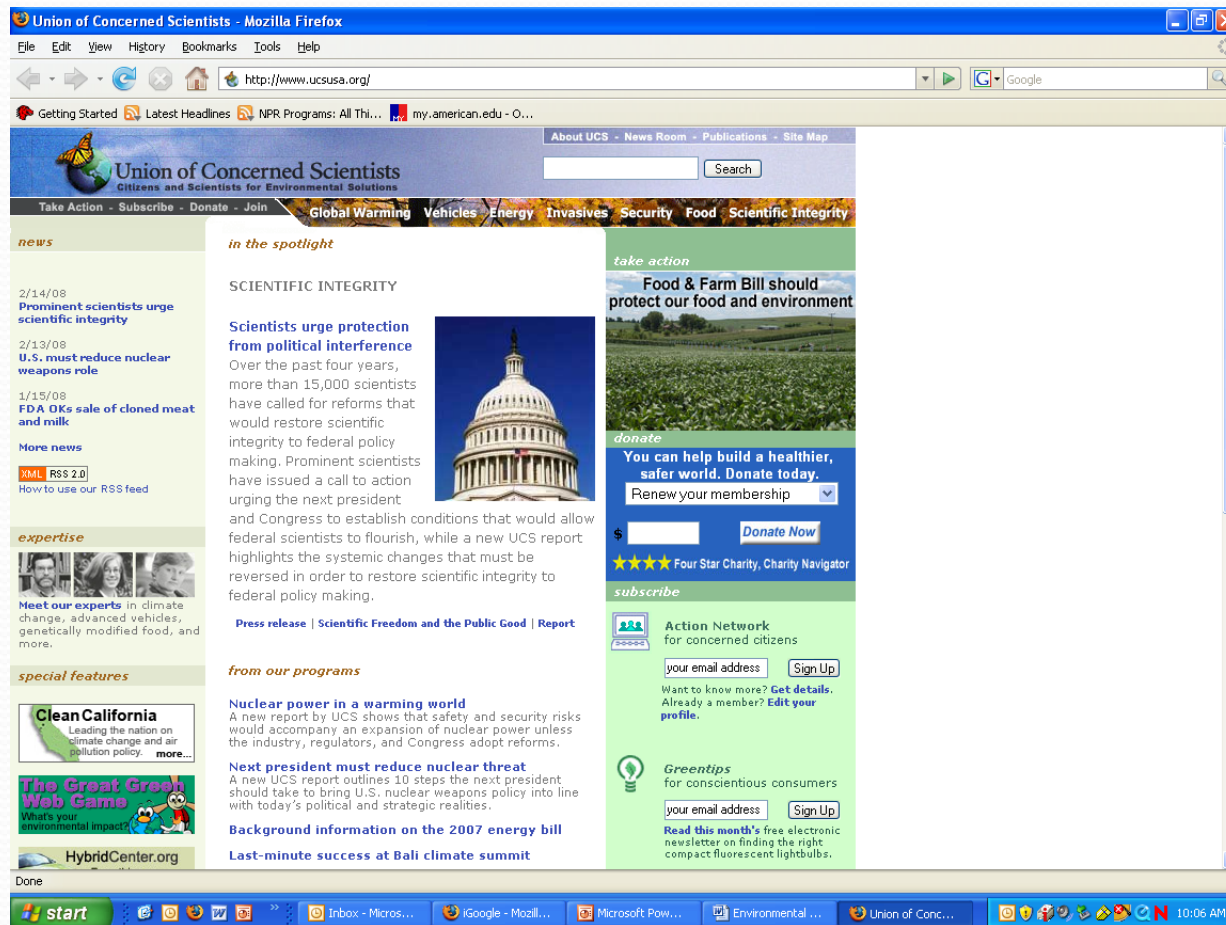 Union of Concerned Scientists - Mozilla Firefox
File Edit View History Bookmarks Tools Help
http://www.ucsusa.org/
Google
Getting Started Latest Headlines NPR Programs: All Thi... my.american.edu - O...
About UCS - News Room - Publications - Site Map
Union of Concerned Scientists
Citizens and Scientists for Environmental Solutions
Search
Take Action - Subscribe - Donate - Join
Global Warming Vehicles Energy Invasives Security Food Scientific Integrity
news
2/14/08
Prominent scientists urge
scientific integrity
2/13/08
U.S. must reduce nuclear
weapons role
1/15/08
FDA OKs sale of cloned meat
and milk
More news
XML RSS 2.0
How to use our RSS feed
expertise
Meet our experts in climate
change, advanced vehicles,
genetically modified food, and
more.
special features
Clean California
Leading the nation on
climate change and air
pollution policy. more...
The Great Green
Web Game
What's your
environmental impact?
HybridCenter.org
in the spotlight
SCIENTIFIC INTEGRITY
Scientists urge protection
from political interference
Over the past four years,
more than 15,000 scientists
have called for reforms that
would restore scientific
integrity to federal policy
making. Prominent scientists
have issued a call to action
urging the next president
and Congress to establish conditions that would allow
federal scientists to flourish, while a new UCS report
highlights the systemic changes that must be
reversed in order to restore scientific integrity to
federal policy making.
Press release | Scientific Freedom and the Public Good | Report
from our programs
Nuclear power in a warming world
A new report by UCS shows that safety and security risks
would accompany an expansion of nuclear power unless
the industry, regulators, and Congress adopt reforms.
Next president must reduce nuclear threat
A new UCS report outlines 10 steps the next president
should take to bring U.S. nuclear weapons policy into line
with today's political and strategic realities.
Background information on the 2007 energy bill
Last-minute success at Bali climate summit
take action
Food & Farm Bill should
protect our food and environment
donate
You can help build a healthier,
safer world. Donate today.
Renew your membership
$ Donate Now
Four Star Charity, Charity Navigator
subscribe
Action Network
for concerned citizens
your email address Sign Up
Want to know more? Get details.
Already a member? Edit your
profile.
Greentips
for conscientious consumers
your email address Sign Up
Read this month's free electronic
newsletter on finding the right
compact fluorescent lightbulbs.
Done
start Inbox - Micros... iGoogle - Mozill... Microsoft Pow... Environmental ... Union of Conc... 10:06 AM